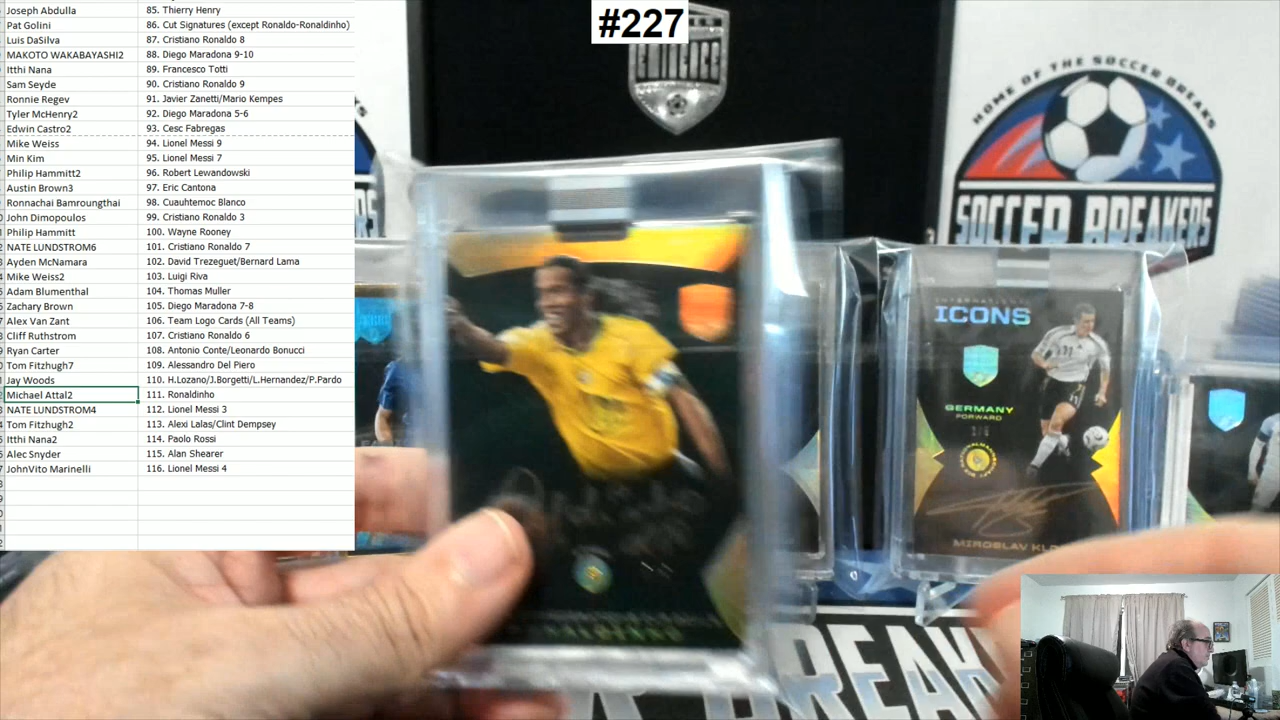 #227
Joseph Abdulla 85. Thierry Henry
Pat Golini 86. Cut Signatures (except Ronaldo-Ronaldinho)
Luis DaSilva 87. Cristiano Ronaldo 8
MAKOTO WAKABAYASHI2 88. Diego Maradona 9-10
Itthi Nana 89. Francesco Totti
Sam Seyde 90. Cristiano Ronaldo 9
Ronnie Regev 91. Javier Zanetti/Mario Kempes
Tyler McHenry2 92. Diego Maradona 5-6
Edwin Castro2 93. Cesc Fabregas
Mike Weiss 94. Lionel Messi 9
Min Kim 95. Lionel Messi 7
Philip Hammitt2 96. Robert Lewandowski
Austin Brown3 97. Eric Cantona
Ronnachai Bamroungthai 98. Cuauhtemoc Blanco
John Dimopoulos 99. Cristiano Ronaldo 3
Philip Hammitt 100. Wayne Rooney
NATE LUNDSTROM6 101. Cristiano Ronaldo 7
Ayden McNamara 102. David Trezeguet/Bernard Lama
Mike Weiss2 103. Luigi Riva
Adam Blumenthal 104. Thomas Muller
Zachary Brown 105. Diego Maradona 7-8
Alex Van Zant 106. Team Logo Cards (All Teams)
Cliff Ruthstrom 107. Cristiano Ronaldo 6
Ryan Carter 108. Antonio Conte/Leonardo Bonucci
Tom Fitzhugh7 109. Alessandro Del Piero
Jay Woods 110. H.Lozano/J.Borgetti/L.Hernandez/P.Pardo
Michael Attal2 111. Ronaldinho
NATE LUNDSTROM4 112. Lionel Messi 3
Tom Fitzhugh2 113. Alexi Lalas/Clint Dempsey
Itthi Nana2 114. Paolo Rossi
Alec Snyder 115. Alan Shearer
JohnVito Marinelli 116. Lionel Messi 4
EMINENCE
HOME OF THE SOCCER BREAKERS
SOCCER BREAKERS
INTERNATIONAL
ICONS
GERMANY
FORWARD
MIROSLAV
BREAK